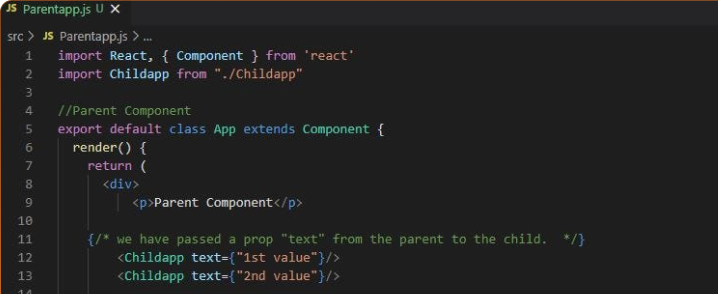 JS Parentapp.js U ×
src > JS Parentapp.js > ...
1 import React, { Component } from 'react'
2 import Childapp from "./Childapp"
3
4 //Parent Component
5 export default class App extends Component {
6 render() {
7 return (
8 <div>
9 <p>Parent Component</p>
10
11 {/* we have passed a prop "text" from the parent to the child.  */}
12 <Childapp text={"1st value"}/>
13 <Childapp text={"2nd value"}/>
14